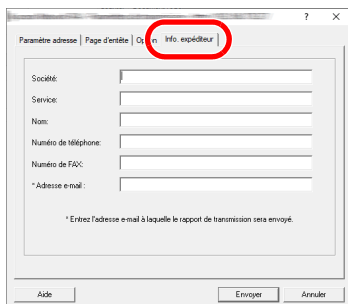 ? ×
Paramètre adresse Page d'entête Info. expéditeur
Société:
Service:
Nom:
Numéro de téléphone:
Numéro de FAX:
* Adresse e-mail :
* Entrez l'adresse e-mail à laquelle le rapport de transmission sera envoyé.
Aide Envoyer Annuler